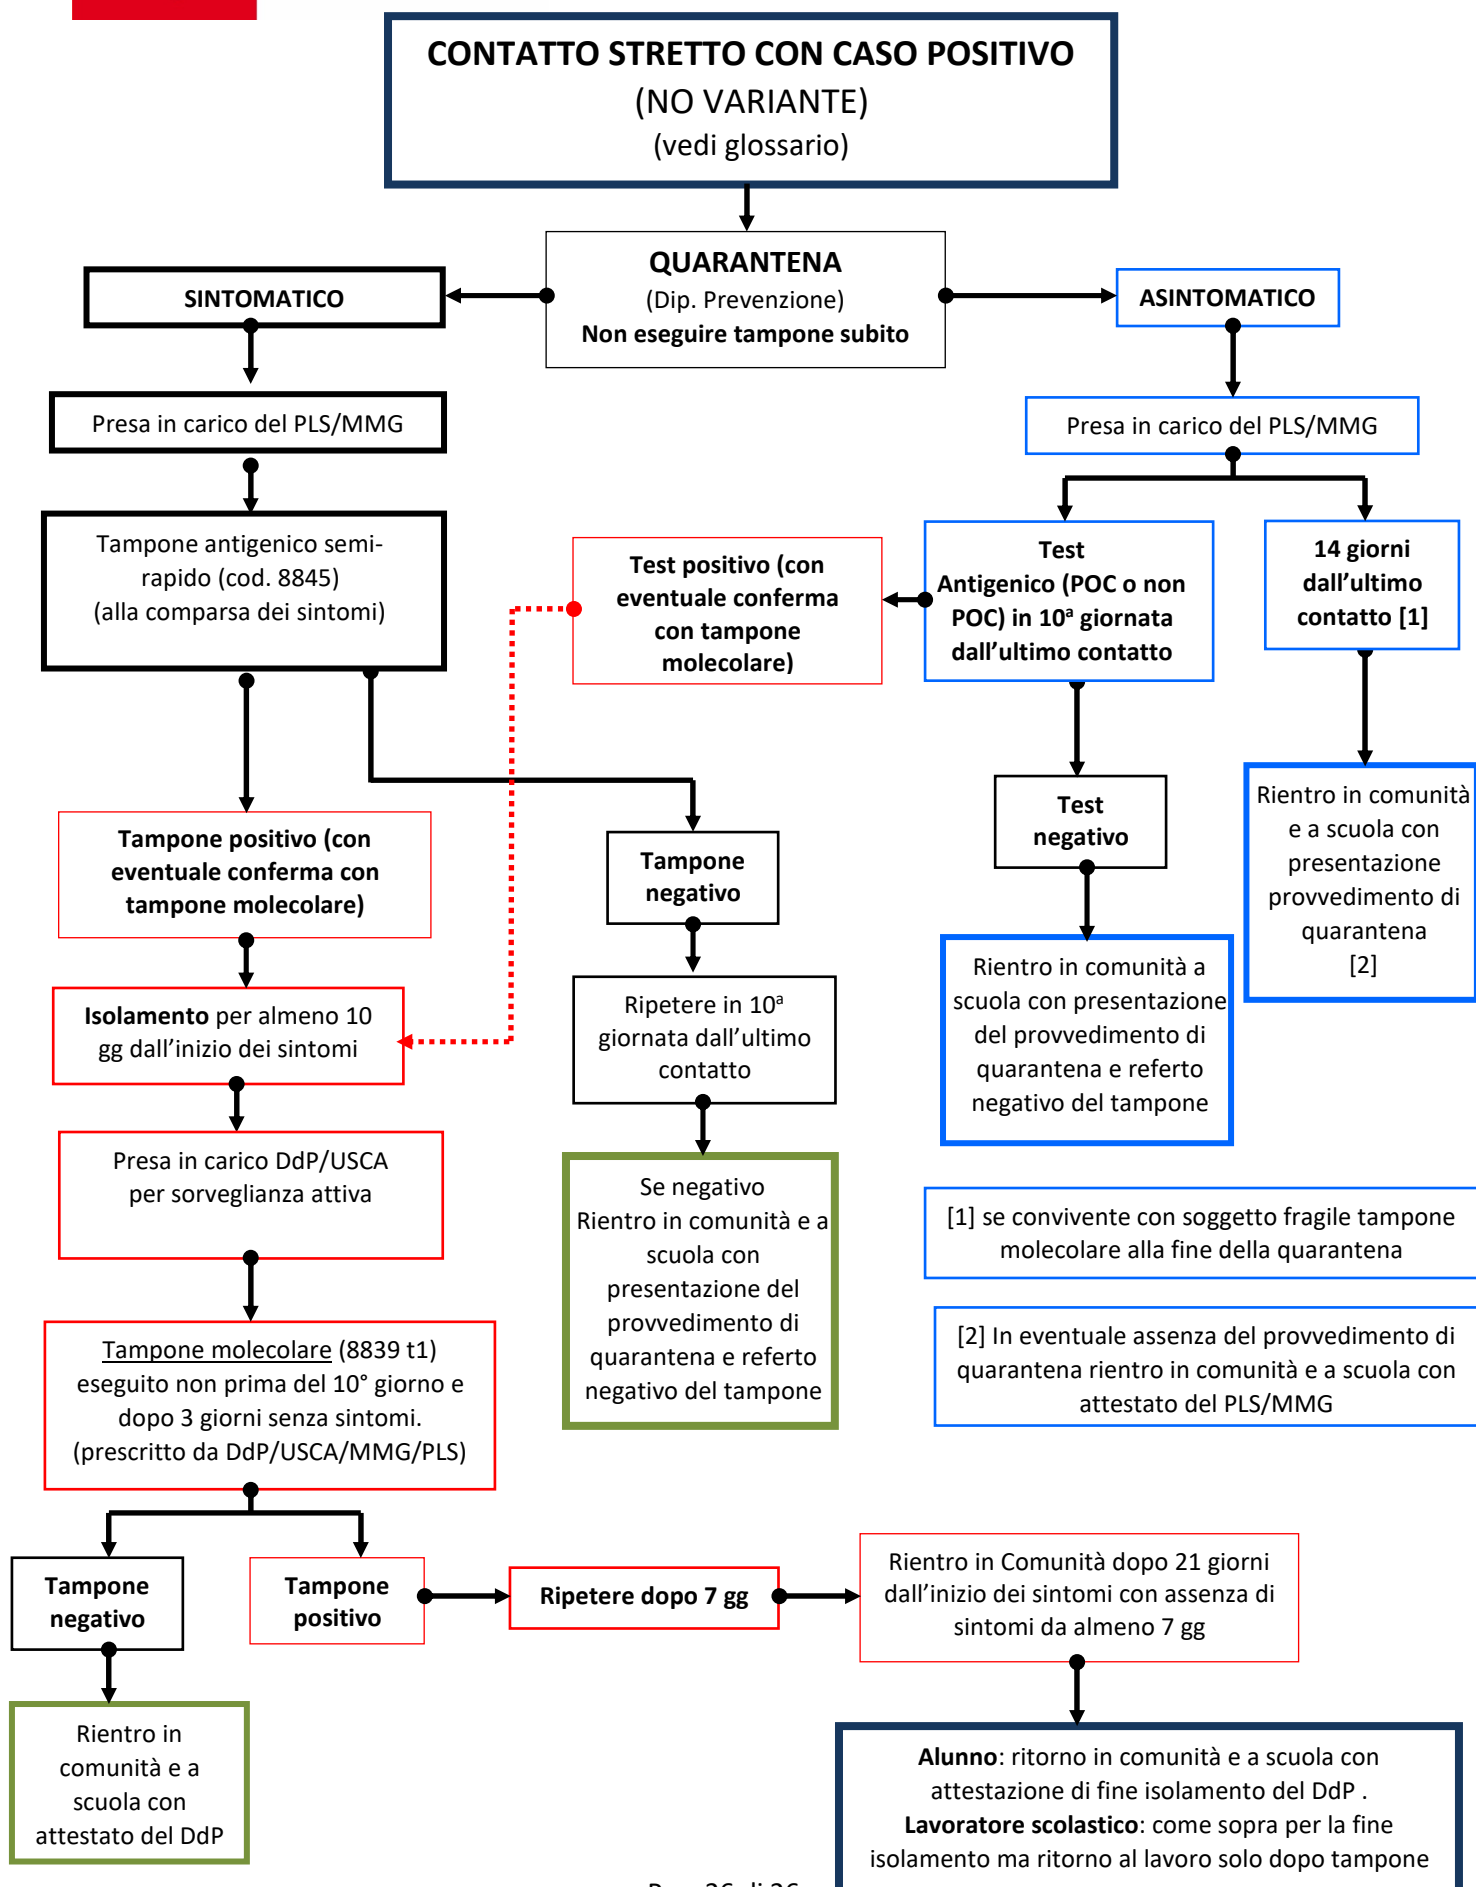 CONTATTO STRETTO CON CASO POSITIVO
(NO VARIANTE)
(vedi glossario)
QUARANTENA
(Dip. Prevenzione)
Non eseguire tampone subito
SINTOMATICO
ASINTOMATICO
Presa in carico del PLS/MMG
Presa in carico del PLS/MMG
Tampone antigenico semi-
rapido (cod. 8845)
(alla comparsa dei sintomi)
Test positivo (con
eventuale conferma
con tampone
molecolare)
Test
Antigenico (POC o non
POC) in 10ª giornata
dall'ultimo contatto
14 giorni
dall'ultimo
contatto [1]
Tampone positivo (con
eventuale conferma con
tampone molecolare)
Tampone
negativo
Test
negativo
Rientro in comunità
e a scuola con
presentazione
provvedimento di
quarantena
[2]
Isolamento per almeno 10
gg dall'inizio dei sintomi
Ripetere in 10ª
giornata dall'ultimo
contatto
Rientro in comunità a
scuola con presentazione
del provvedimento di
quarantena e referto
negativo del tampone
Presa in carico DdP/USCA
per sorveglianza attiva
Se negativo
Rientro in comunità e a
scuola con
presentazione del
provvedimento di
quarantena e referto
negativo del tampone
[1] se convivente con soggetto fragile tampone
molecolare alla fine della quarantena
[2] In eventuale assenza del provvedimento di
quarantena rientro in comunità e a scuola con
attestato del PLS/MMG
Tampone molecolare (8839 t1)
eseguito non prima del 10° giorno e
dopo 3 giorni senza sintomi.
(prescritto da DdP/USCA/MMG/PLS)
Tampone
negativo
Tampone
positivo
Ripetere dopo 7 gg
Rientro in Comunità dopo 21 giorni
dall'inizio dei sintomi con assenza di
sintomi da almeno 7 gg
Rientro in
comunità e a
scuola con
attestato del DdP
Alunno: ritorno in comunità e a scuola con
attestazione di fine isolamento del DdP .
Lavoratore scolastico: come sopra per la fine
isolamento ma ritorno al lavoro solo dopo tampone
26 di 26